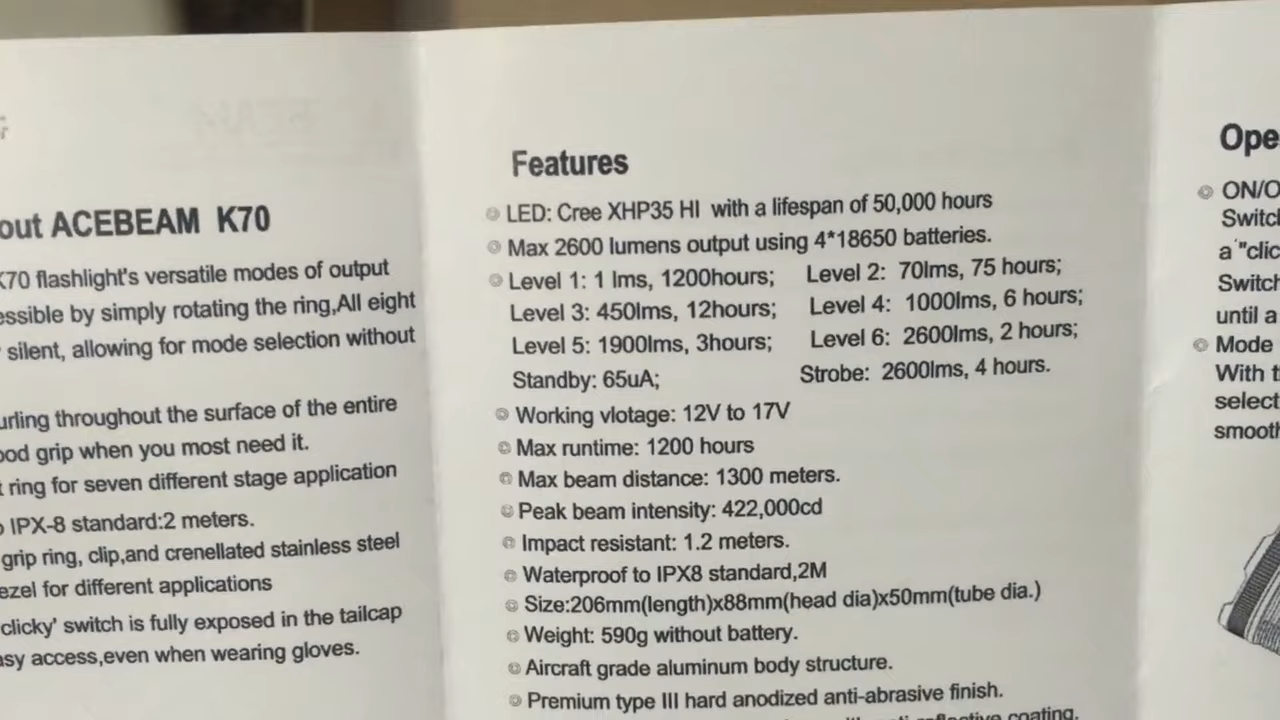 out ACEBEAM K70
K70 flashlight's versatile modes of output
essible by simply rotating the ring,All eight
silent, allowing for mode selection without
urling throughout the surface of the entire
ood grip when you most need it.
t ring for seven different stage application
o IPX-8 standard:2 meters.
grip ring, clip,and crenellated stainless steel
ezel for different applications
clicky' switch is fully exposed in the tailcap
asy access,even when wearing gloves.
Features
LED: Cree XHP35 HI with a lifespan of 50,000 hours
Max 2600 lumens output using 4*18650 batteries.
Level 1: 1 lms, 1200hours; Level 2: 70lms, 75 hours;
Level 3: 450lms, 12hours; Level 4: 1000lms, 6 hours;
Level 5: 1900lms, 3hours; Level 6: 2600lms, 2 hours;
Standby: 65uA; Strobe: 2600lms, 4 hours.
Working vlotage: 12V to 17V
Max runtime: 1200 hours
Max beam distance: 1300 meters.
Peak beam intensity: 422,000cd
Impact resistant: 1.2 meters.
Waterproof to IPX8 standard,2M
Size:206mm(length)x88mm(head dia)x50mm(tube dia.)
Weight: 590g without battery.
Aircraft grade aluminum body structure.
Premium type III hard anodized anti-abrasive finish.
coating.
Ope
ON/O
Switch
a "clic
Switch
until a
Mode
With t
select
smooth